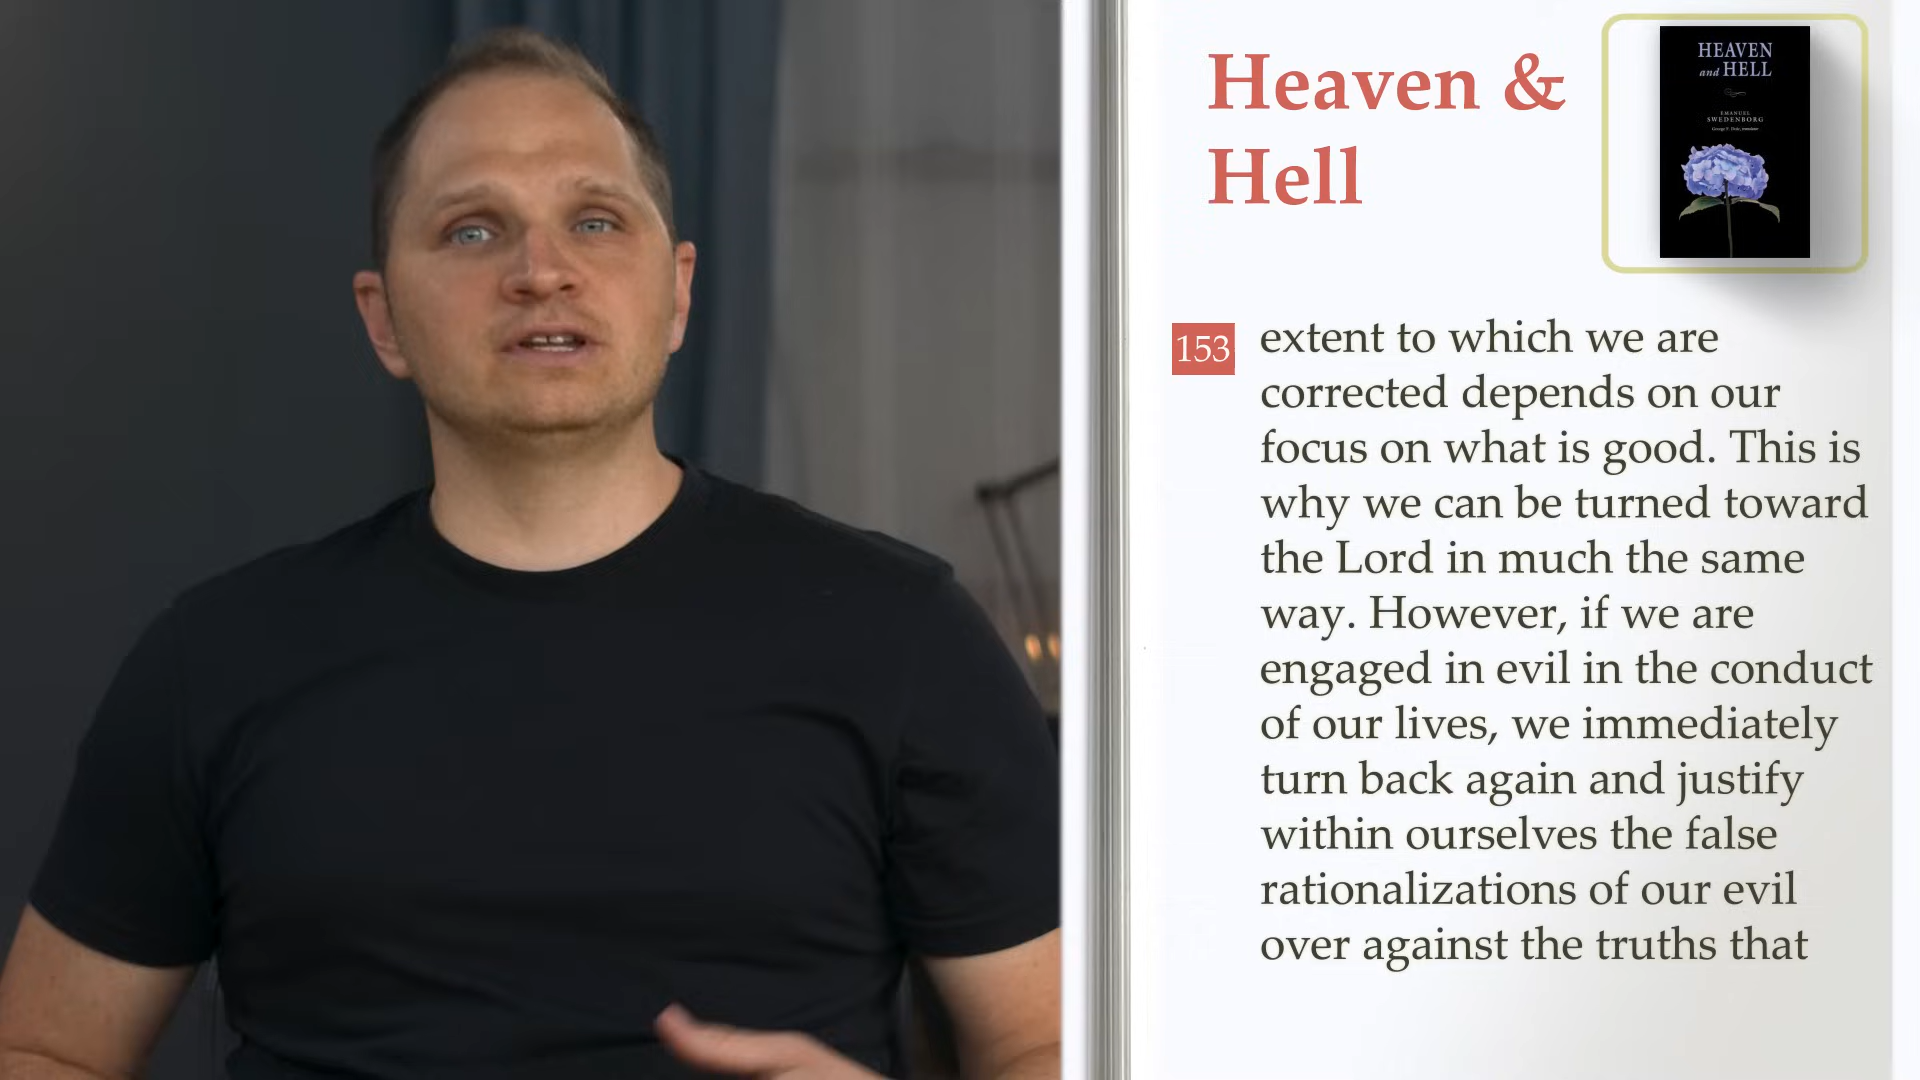 Heaven &
Hell
HEAVEN
and HELL
EMANUEL
SWEDENBORG
George F. Dole, translator
153
extent to which we are
corrected depends on our
focus on what is good. This is
why we can be turned toward
the Lord in much the same
way. However, if we are
engaged in evil in the conduct
of our lives, we immediately
turn back again and justify
within ourselves the false
rationalizations of our evil
over against the truths that